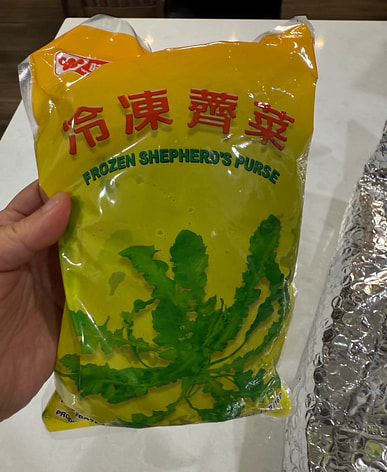 冷凍薺菜
FROZEN SHEPHERD'S PURSE